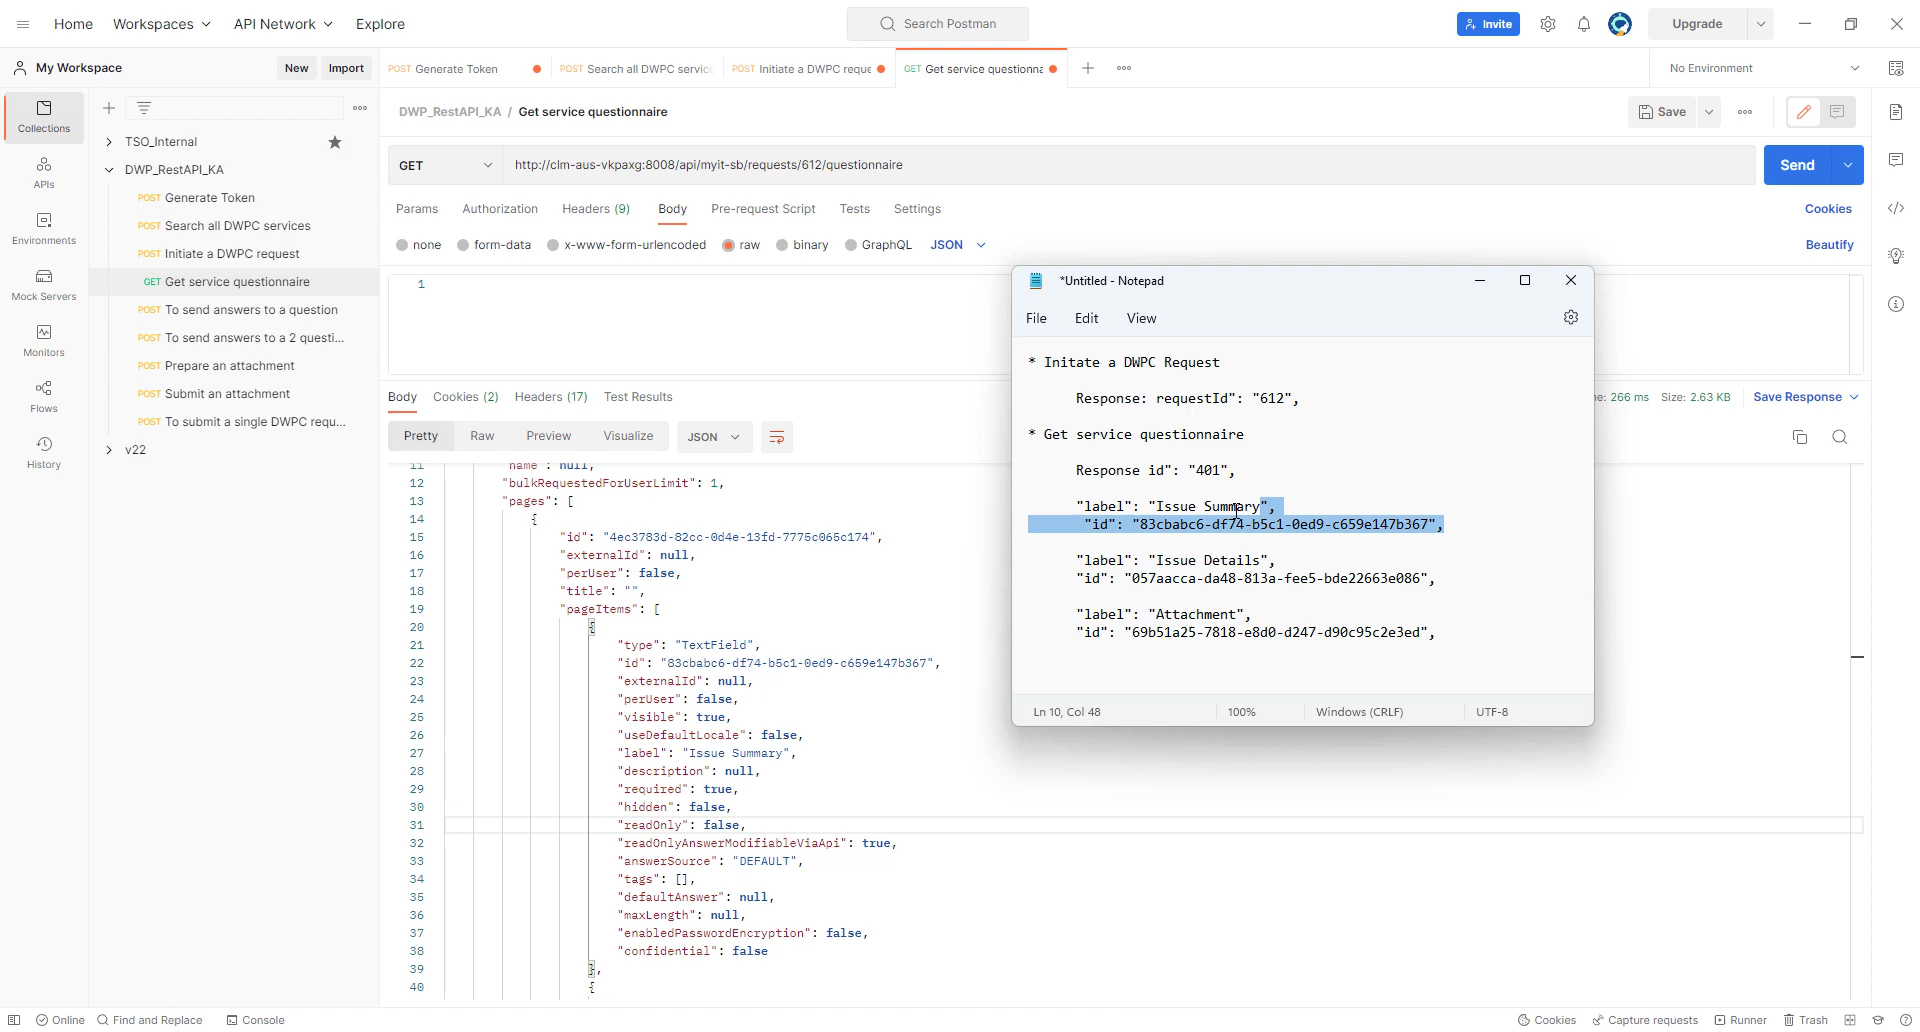 Home
Workspaces
API Network
Explore
Search Postman
Invite
Upgrade
My Workspace
New
Import
POST Generate Token
POST Search all DWPC servic
POST Initiate a DWPC reque
GET Get service questionna
No Environment
Collections
APIs
Environments
Mock Servers
Monitors
Flows
History
TSO_Internal
DWP_RestAPI_KA
POST Generate Token
POST Search all DWPC services
POST Initiate a DWPC request
GET Get service questionnaire
POST To send answers to a question
POST To send answers to a 2 questi...
POST Prepare an attachment
POST Submit an attachment
POST To submit a single DWPC requ...
v22
DWP_RestAPI_KA / Get service questionnaire
Save
GET
http://clm-aus-vkpaxg:8008/api/myit-sb/requests/612/questionnaire
Send
Params Authorization Headers (9) Body Pre-request Script Tests Settings Cookies
none form-data x-www-form-urlencoded raw binary GraphQL JSON Beautify
1
Body Cookies (2) Headers (17) Test Results
266 ms Size: 2.63 KB Save Response
Pretty Raw Preview Visualize JSON
11 name": null,
12 "bulkRequestedForUserLimit": 1,
13 "pages": [
14 {
15 "id": "4ec3783d-82cc-0d4e-13fd-7775c065c174",
16 "externalId": null,
17 "perUser": false,
18 "title": "",
19 "pageItems": [
20 {
21 "type": "TextField",
22 "id": "83cbabc6-df74-b5c1-0ed9-c659e147b367",
23 "externalId": null,
24 "perUser": false,
25 "visible": true,
26 "useDefaultLocale": false,
27 "label": "Issue Summary",
28 "description": null,
29 "required": true,
30 "hidden": false,
31 "readOnly": false,
32 "readOnlyAnswerModifiableViaApi": true,
33 "answerSource": "DEFAULT",
34 "tags": [],
35 "defaultAnswer": null,
36 "maxLength": null,
37 "enabledPasswordEncryption": false,
38 "confidential": false
39 },
40 {
*Untitled - Notepad
File Edit View
* Initate a DWPC Request
Response: requestId": "612",
* Get service questionnaire
Response id": "401",
"label": "Issue Summary",
"id": "83cbabc6-df74-b5c1-0ed9-c659e147b367",
"label": "Issue Details",
"id": "057aacca-da48-813a-fee5-bde22663e086",
"label": "Attachment",
"id": "69b51a25-7818-e8d0-d247-d90c95c2e3ed",
Ln 10, Col 48
100%
Windows (CRLF)
UTF-8
Online
Find and Replace
Console
Cookies
Capture requests
Runner
Trash